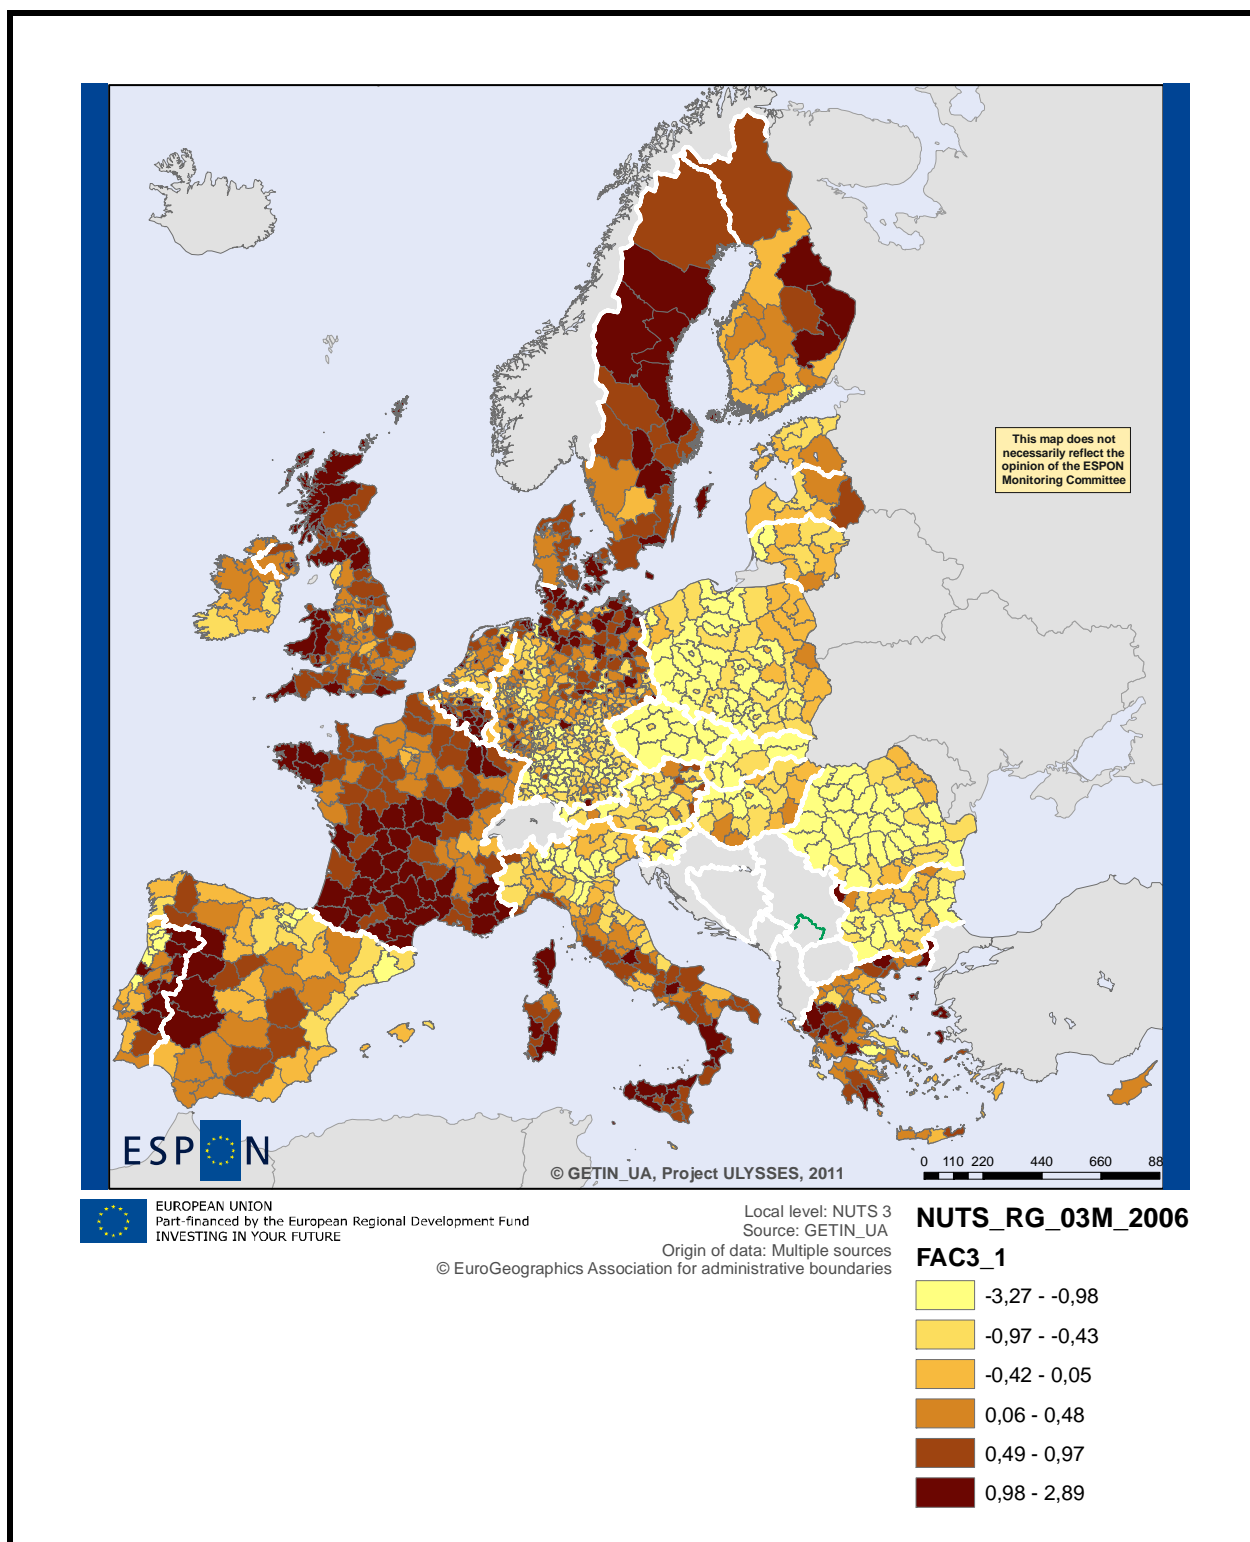 This map does not
necessarily reflect the
opinion of the ESPON
Monitoring Committee
ESPON
© GETIN_UA, Project ULYSSES, 2011
0 110 220 440 660 88
EUROPEAN UNION
Part-financed by the European Regional Development Fund
INVESTING IN YOUR FUTURE
Local level: NUTS 3
Source: GETIN_UA
Origin of data: Multiple sources
© EuroGeographics Association for administrative boundaries
NUTS_RG_03M_2006
FAC3_1
-3,27 - -0,98
-0,97 - -0,43
-0,42 - 0,05
0,06 - 0,48
0,49 - 0,97
0,98 - 2,89